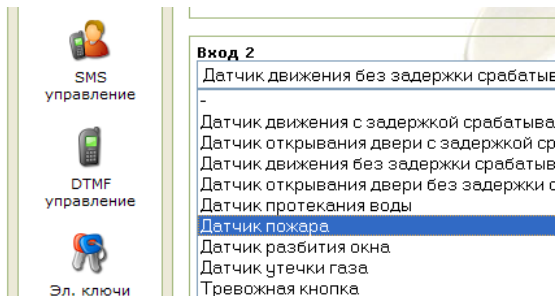 SMS
управление
DTMF
управление
Эл. ключи
Вход 2
Датчик движения без задержки
-
Датчик движения с задержкой
Датчик открывания двери с задержкой
Датчик движения без задержки
Датчик открывания двери без задержки
Датчик протекания воды
Датчик пожара
Датчик разбития окна
Датчик утечки газа
Тревожная кнопка